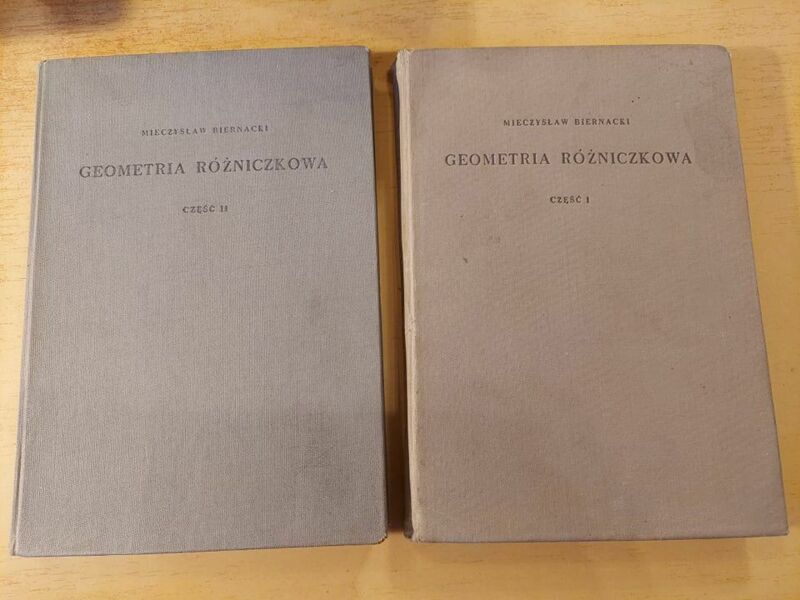 MIECZYSŁAW BIERNACKI
GEOMETRIA RÓŻNICZKOWA
CZĘŚĆ II
MIECZYSŁAW BIERNACKI
GEOMETRIA RÓŻNICZKOWA
CZĘŚĆ I